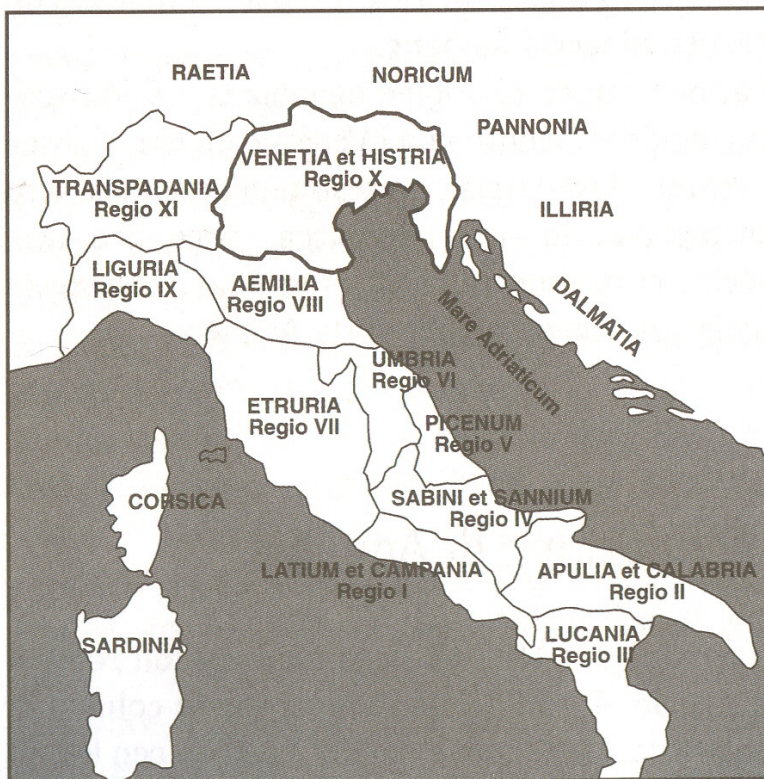 RAETIA
NORICUM
PANNONIA
VENETIA et HISTRIA
Regio X
TRANSPADANIA
Regio XI
ILLIRIA
LIGURIA
Regio IX
AEMILIA
Regio VIII
DALMATIA
Mare Adriaticum
UMBRIA
Regio VI
ETRURIA
Regio VII
PICENUM
Regio V
CORSICA
SABINI et SANNIUM
Regio IV
LATIUM et CAMPANIA
Regio I
APULIA et CALABRIA
Regio II
SARDINIA
LUCANIA
Regio III